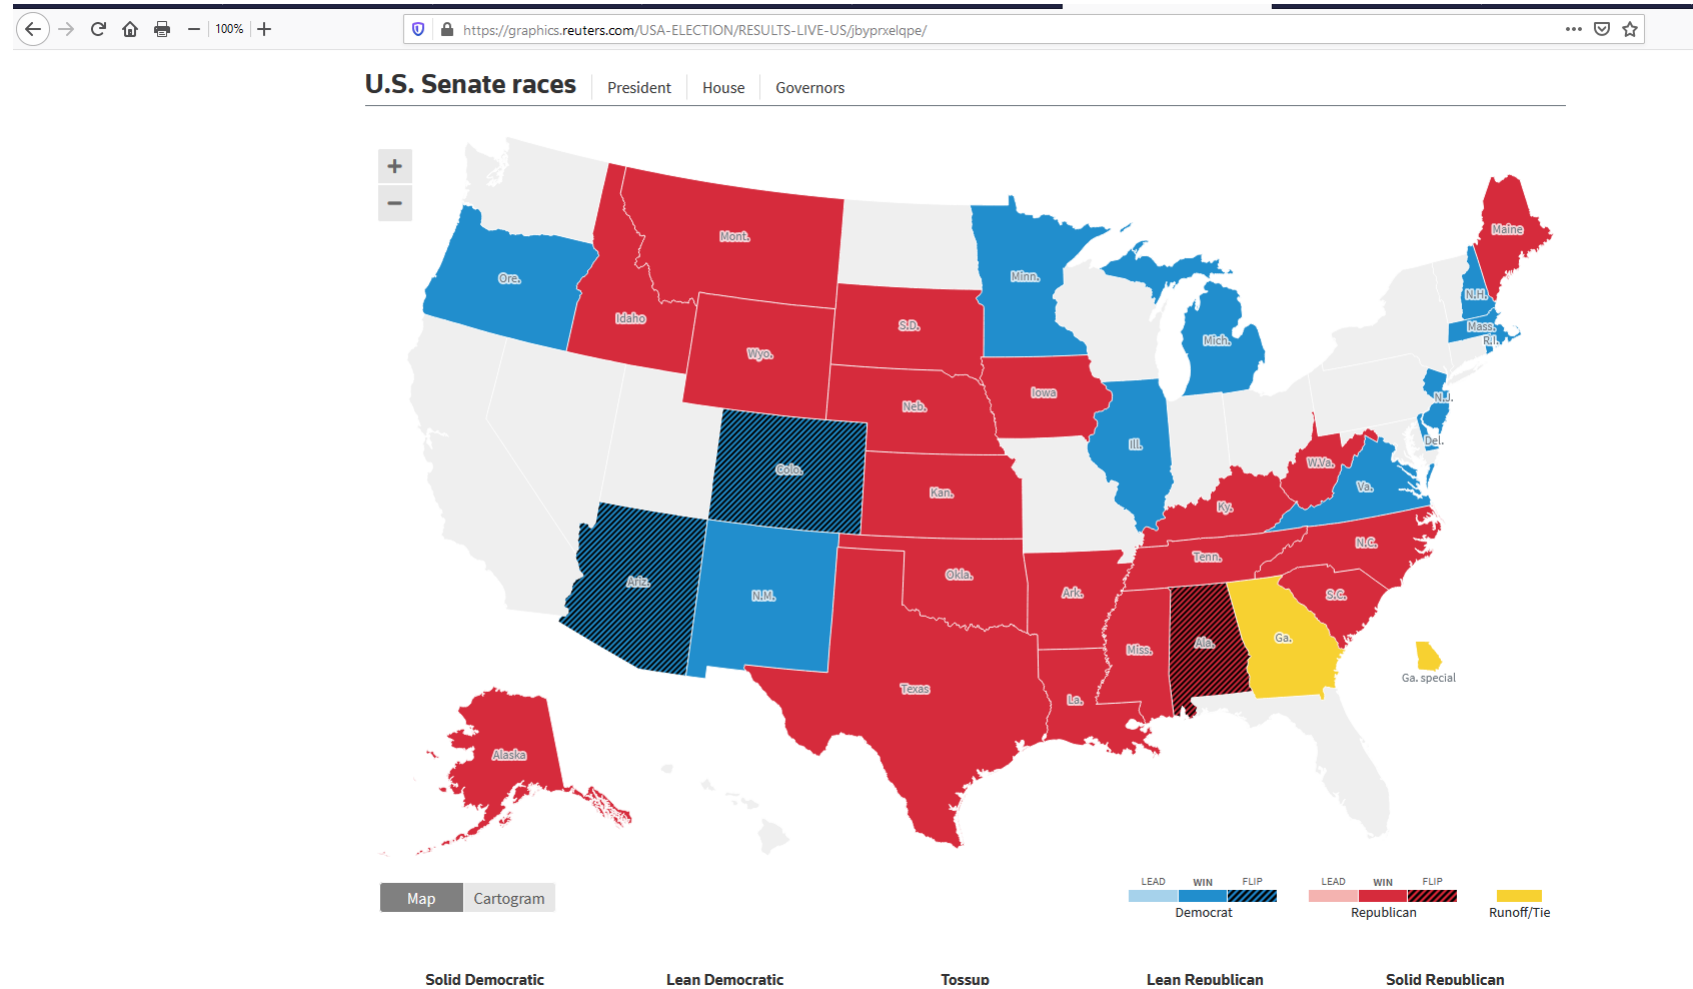 100%
https://graphics.reuters.com/USA-ELECTION/RESULTS-LIVE-US/jbyprxelqpe/
U.S. Senate races President House Governors
+
−
Maine
Mont.
Minn.
Ore.
N.H.
Idaho
S.D.
Mass.
Wyo.
Mich.
R.I.
Iowa
Neb.
N.J.
Ill.
Del.
Colo.
W.Va.
Kan.
Va.
Ky.
N.C.
Tenn.
Okla.
Ariz.
N.M.
Ark.
S.C.
Ga.
Miss.
Ala.
Ga. special
Texas
La.
Alaska
LEAD WIN FLIP LEAD WIN FLIP
Map Cartogram
Democrat Republican Runoff/Tie
Solid Democratic Lean Democratic Tossup Lean Republican Solid Republican